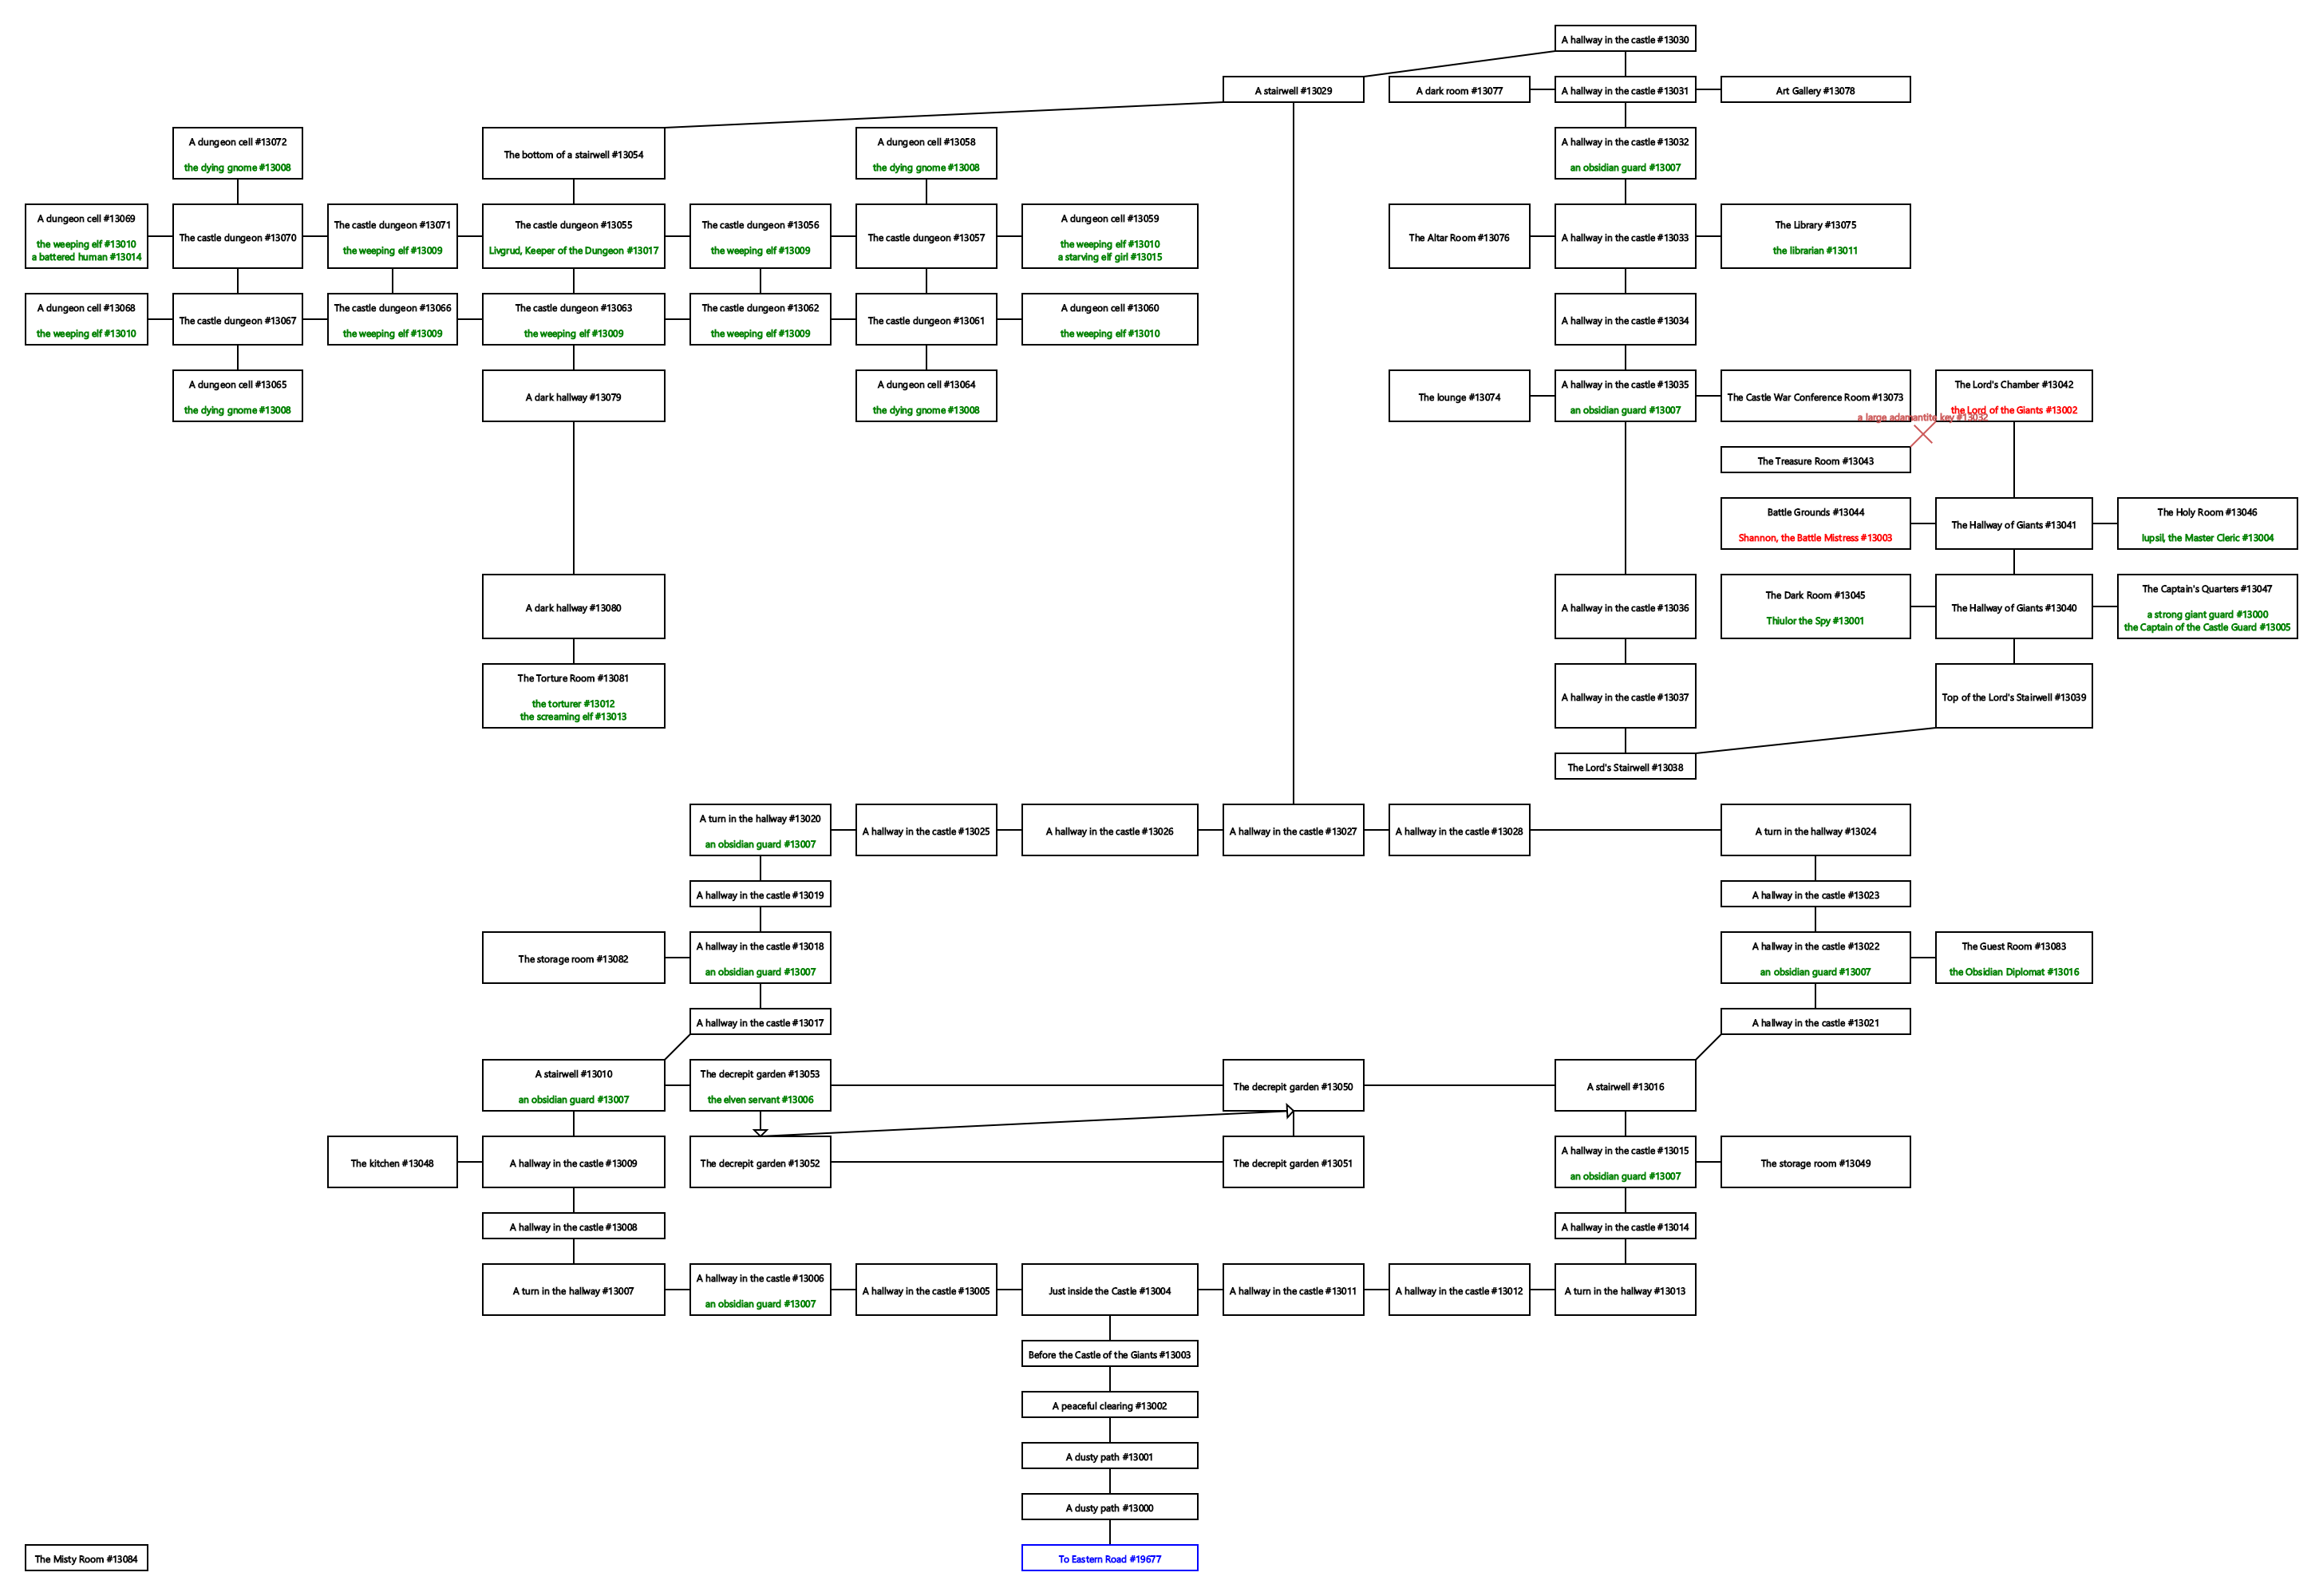 A hallway in the castle #13030
A stairwell #13029
A dark room #13077
A hallway in the castle #13031
Art Gallery #13078
A dungeon cell #13072
the dying gnome #13008
The bottom of a stairwell #13054
A dungeon cell #13058
the dying gnome #13008
A hallway in the castle #13032
an obsidian guard #13007
A dungeon cell #13069
the weeping elf #13010
a battered human #13014
The castle dungeon #13070
The castle dungeon #13071
the weeping elf #13009
The castle dungeon #13055
Livgrud, Keeper of the Dungeon #13017
The castle dungeon #13056
the weeping elf #13009
The castle dungeon #13057
A dungeon cell #13059
the weeping elf #13010
a starving elf girl #13015
The Altar Room #13076
A hallway in the castle #13033
The Library #13075
the librarian #13011
A dungeon cell #13068
the weeping elf #13010
The castle dungeon #13067
The castle dungeon #13066
the weeping elf #13009
The castle dungeon #13063
the weeping elf #13009
The castle dungeon #13062
the weeping elf #13009
The castle dungeon #13061
A dungeon cell #13060
the weeping elf #13010
A hallway in the castle #13034
A dungeon cell #13065
the dying gnome #13008
A dark hallway #13079
A dungeon cell #13064
the dying gnome #13008
The lounge #13074
A hallway in the castle #13035
an obsidian guard #13007
The Castle War Conference Room #13073
The Lord's Chamber #13042
the Lord of the Giants #13002
a large adamantite key #13032
The Treasure Room #13043
Battle Grounds #13044
Shannon, the Battle Mistress #13003
The Hallway of Giants #13041
The Holy Room #13046
Iupsil, the Master Cleric #13004
A dark hallway #13080
A hallway in the castle #13036
The Dark Room #13045
Thiulor the Spy #13001
The Hallway of Giants #13040
The Captain's Quarters #13047
a strong giant guard #13000
the Captain of the Castle Guard #13005
The Torture Room #13081
the torturer #13012
the screaming elf #13013
A hallway in the castle #13037
Top of the Lord's Stairwell #13039
The Lord's Stairwell #13038
A turn in the hallway #13020
an obsidian guard #13007
A hallway in the castle #13025
A hallway in the castle #13026
A hallway in the castle #13027
A hallway in the castle #13028
A turn in the hallway #13024
A hallway in the castle #13019
A hallway in the castle #13023
The storage room #13082
A hallway in the castle #13018
an obsidian guard #13007
A hallway in the castle #13022
an obsidian guard #13007
The Guest Room #13083
the Obsidian Diplomat #13016
A hallway in the castle #13017
A hallway in the castle #13021
A stairwell #13010
an obsidian guard #13007
The decrepit garden #13053
the elven servant #13006
The decrepit garden #13050
A stairwell #13016
The kitchen #13048
A hallway in the castle #13009
The decrepit garden #13052
The decrepit garden #13051
A hallway in the castle #13015
an obsidian guard #13007
The storage room #13049
A hallway in the castle #13008
A hallway in the castle #13014
A turn in the hallway #13007
A hallway in the castle #13006
an obsidian guard #13007
A hallway in the castle #13005
Just inside the Castle #13004
A hallway in the castle #13011
A hallway in the castle #13012
A turn in the hallway #13013
Before the Castle of the Giants #13003
A peaceful clearing #13002
A dusty path #13001
A dusty path #13000
The Misty Room #13084
To Eastern Road #19677